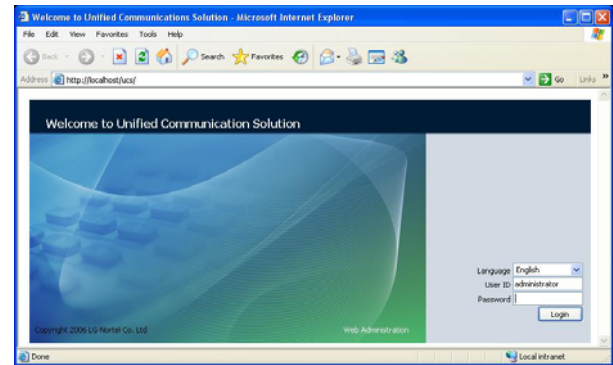 Welcome to Unified Communications Solution - Microsoft Internet Explorer
File Edit View Favorites Tools Help
Back Search Favorites
Address http://localhost/ucs/ Go Links »
Welcome to Unified Communication Solution
Language English
User ID administrator
Password
Login
Copyright 2006 LG-Nortel Co. Ltd Web Administration
Done Local intranet